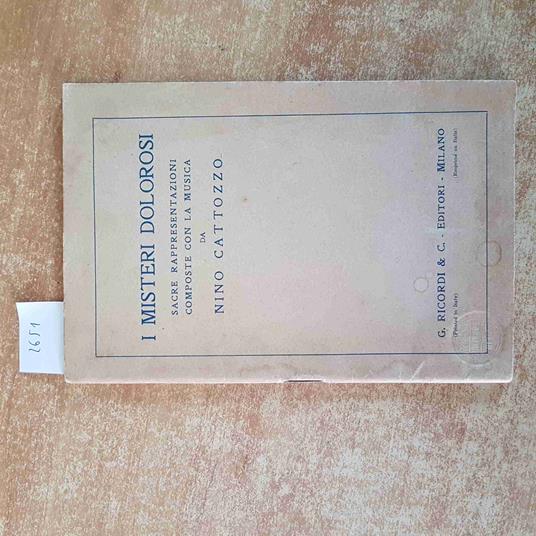 I MISTERI DOLOROSI
SACRE RAPPRESENTAZIONI
COMPOSTE CON LA MUSICA
DA
NINO CATTOZZO
G. RICORDI & C. - EDITORI - MILANO
(Printed in Italy) (Imprimé en Italie)
2651